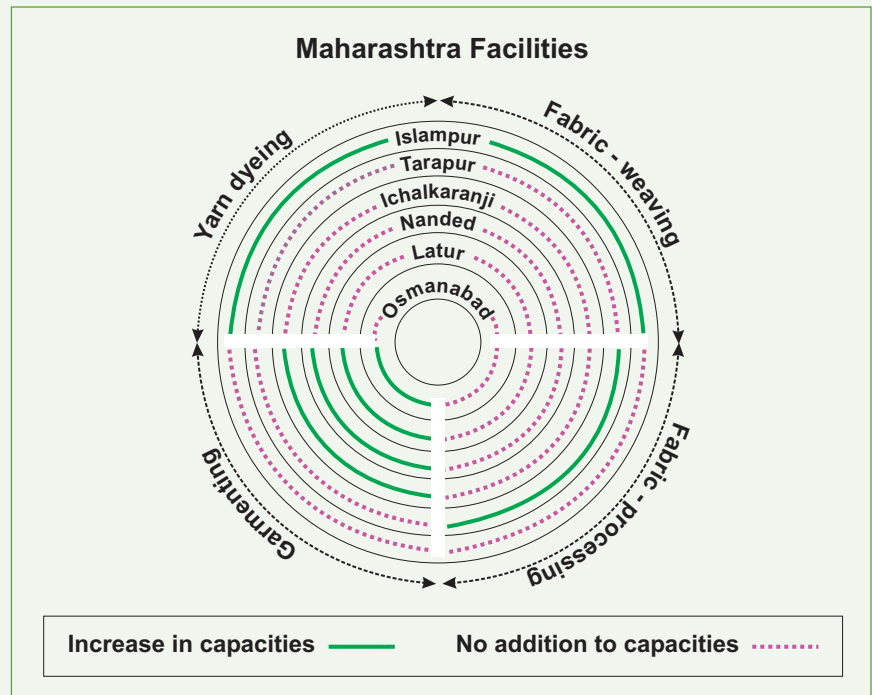 Maharashtra Facilities
Yarn dyeing
Fabric - weaving
Islampur
Tarapur
Ichalkaranji
Nanded
Latur
Osmanabad
Garmenting
Fabric - processing
Increase in capacities
No addition to capacities